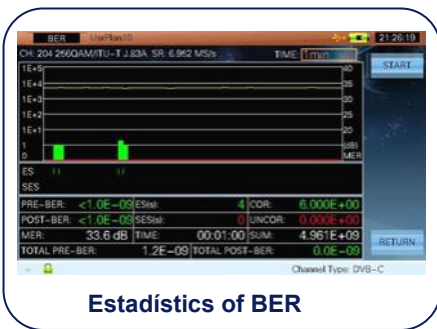 BER UsrPlan10 21:26:19
CH: 204 256QAM/ITU-T J.83A SR: 6.952 MS/s TIME: 1min
START
1E+5 40
1E+4 35
1E+3 30
1E+2 25
1E+1 20
1 (dB)
0 MER
ES
SES
PRE-BER: <1.0E-09 ES(s): 4 COR: 6.000E+00
POST-BER: <1.0E-09 SES(s): 0 UNCOR: 0.000E+00
MER: 33.6 dB TIME: 00:01:00 SUM: 4.961E+09
TOTAL PRE-BER: 1.2E-09 TOTAL POST-BER: 0.0E-09
RETURN
Channel Type: DVB-C
Estadístics of BER